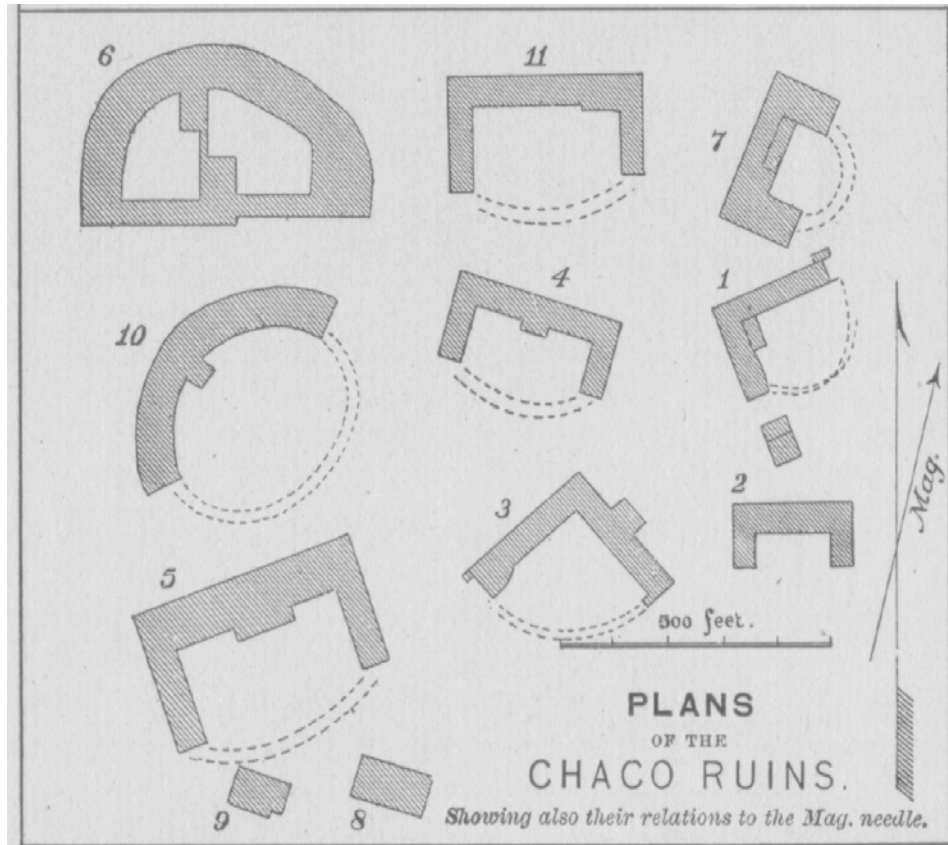 6
11
7
1
4
10
Mag.
3
2
5
500 feet.
PLANS
OF THE
CHACO RUINS.
9
8
Showing also their relations to the Mag. needle.